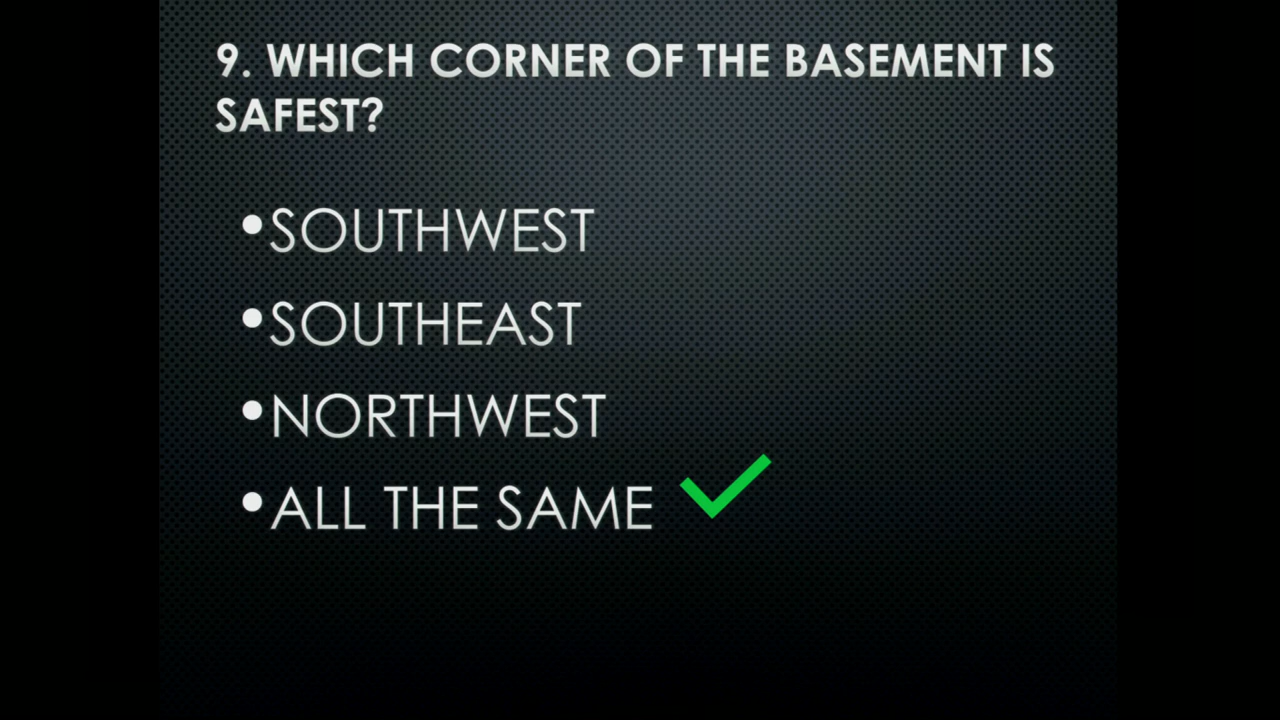 9. WHICH CORNER OF THE BASEMENT IS
SAFEST?
•SOUTHWEST
•SOUTHEAST
•NORTHWEST
•ALL THE SAME